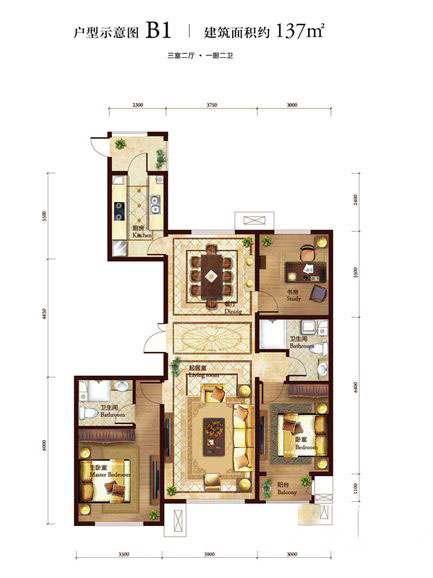 户型示意图 B1 | 建筑面积约 137m²
三室二厅 · 一厨二卫
2300 3750 3000
厨房
Kitchen
餐厅
Dining
书房
Study
卫生间
Bathroom
起居室
Living room
卫生间
Bathroom
卧室
Bedroom
主卧室
Master Bedroom
阳台
Balcony
3500
4850
6000
2400
3500
6400
1100
3500 3900 3000